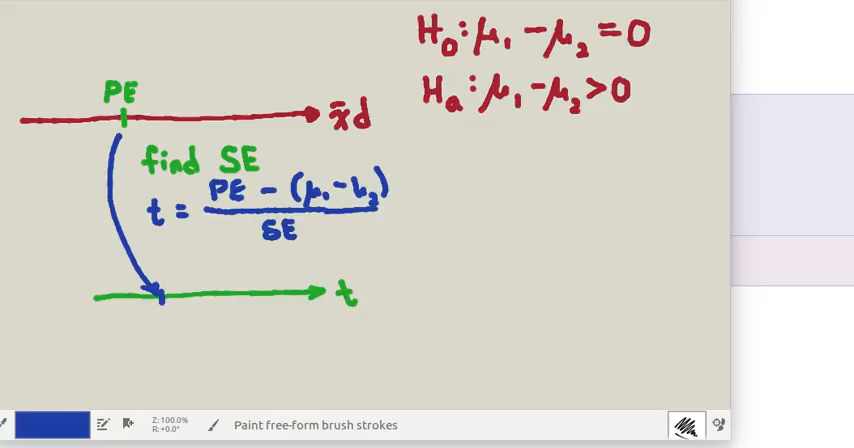 H₀: μ₁ - μ₂ = 0
Hₐ: μ₁ - μ₂ > 0
PE
x̄d
find SE
t = PE - (μ₁ - μ₂) / SE
t
Z: 100.0%
R: +0.0°
Paint free-form brush strokes